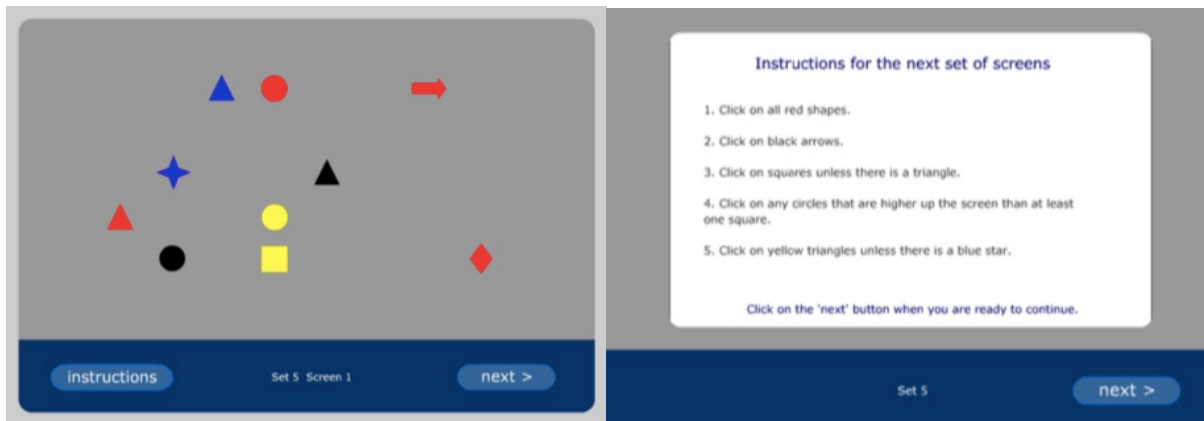 instructions
Set 5 Screen 1
next >
Instructions for the next set of screens
1. Click on all red shapes.
2. Click on black arrows.
3. Click on squares unless there is a triangle.
4. Click on any circles that are higher up the screen than at least
one square.
5. Click on yellow triangles unless there is a blue star.
Click on the 'next' button when you are ready to continue.
Set 5
next >